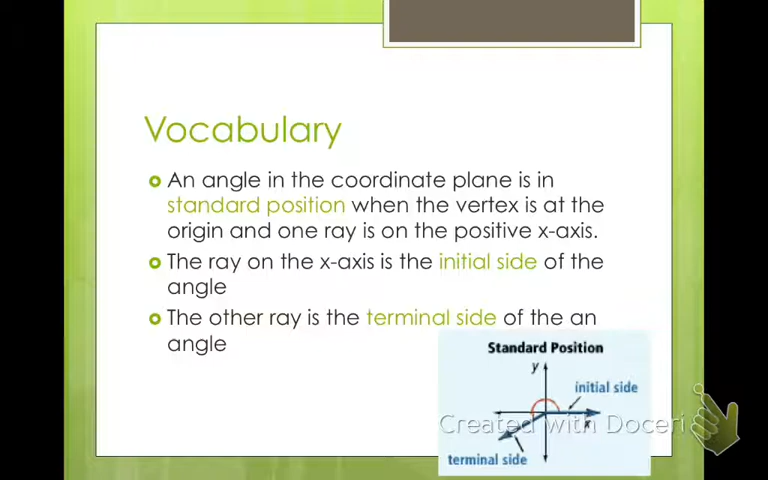 Vocabulary
An angle in the coordinate plane is in
standard position when the vertex is at the
origin and one ray is on the positive x-axis.
The ray on the x-axis is the initial side of the
angle
The other ray is the terminal side of the an
angle
Standard Position
y
initial side
x
Created with Doceri
terminal side